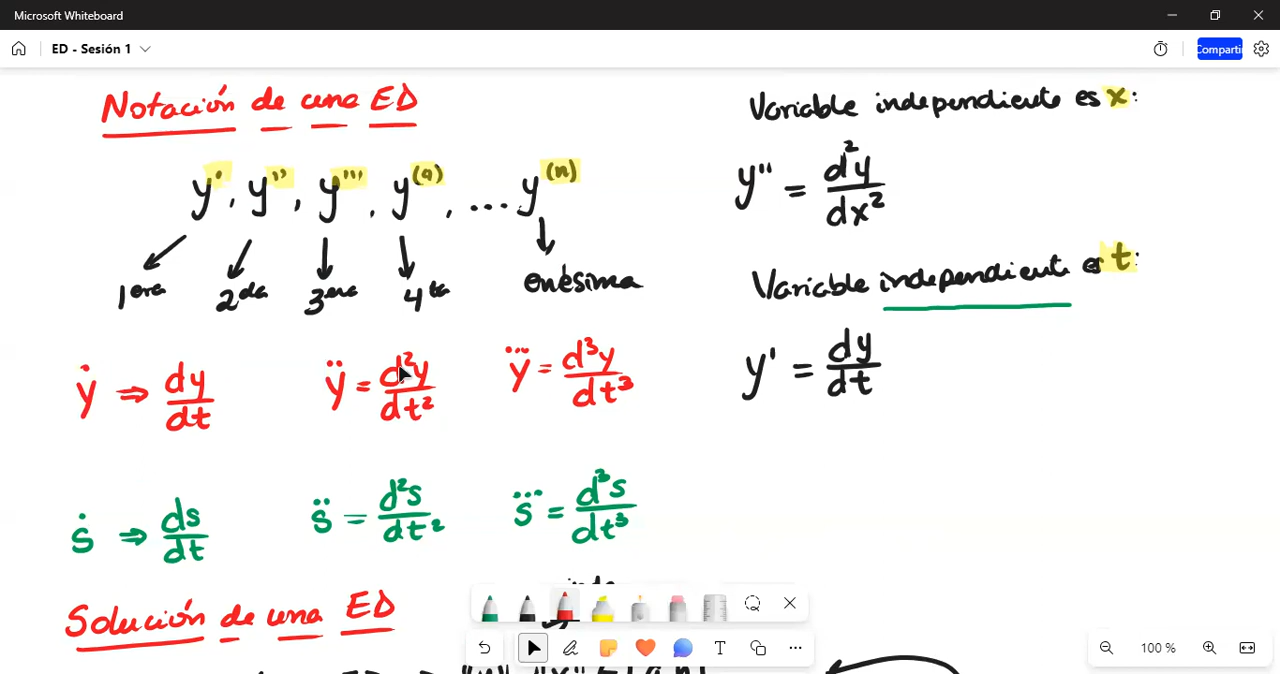 Microsoft Whiteboard
ED - Sesión 1
Comparti
Notación de una ED
y', y'', y''', y⁽⁴⁾, ... y⁽ⁿ⁾
1era 2da 3era 4ta enésima
ẏ ⇒ dy/dt ÿ = d²y/dt² y⃛ = d³y/dt³
ṡ ⇒ ds/dt s̈ = d²s/dt² s⃛ = d³s/dt³
Solución de una ED
Variable independiente es x:
y'' = d²y/dx²
Variable independiente es t:
y' = dy/dt
100 %